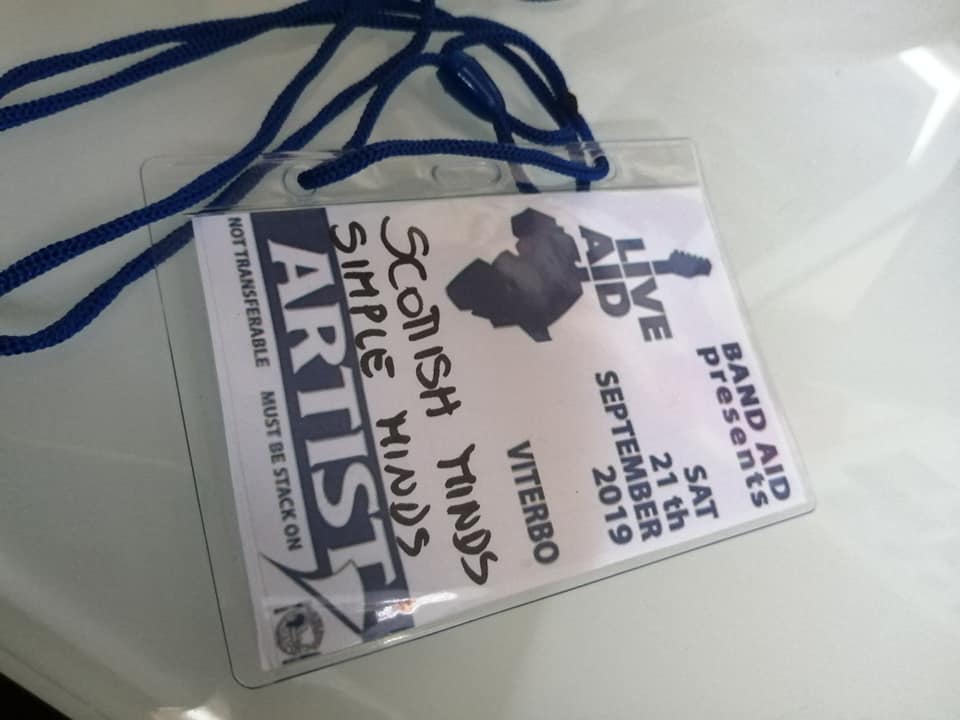 BAND AID
presents
LIVE
AID
SAT
21 th
SEPTEMBER
2019
VITERBO
SCOTTISH MINDS
SIMPLE MINDS
ARTIST
NOT TRANSFERABLE MUST BE STACK ON